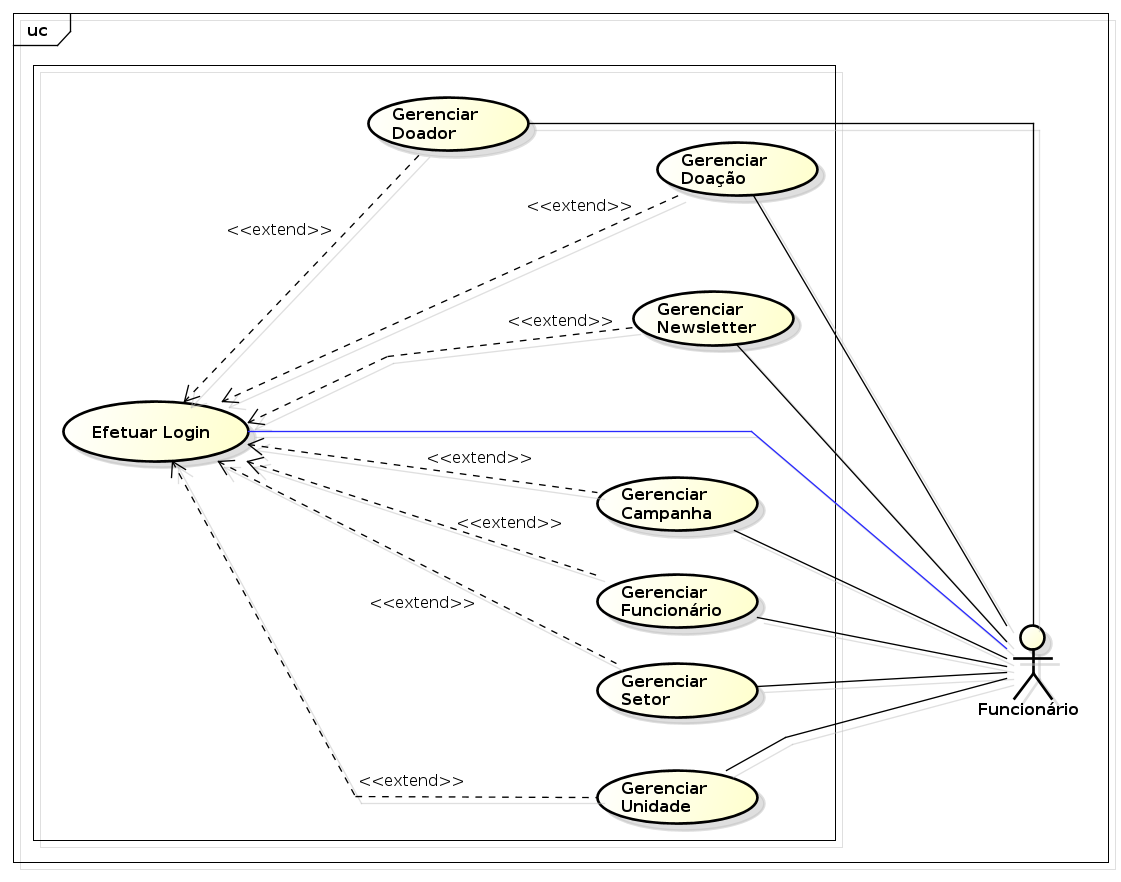 uc
Gerenciar
Doador
Gerenciar
Doação
<<extend>>
<<extend>>
Gerenciar
Newsletter
<<extend>>
Efetuar Login
<<extend>>
Gerenciar
Campanha
<<extend>>
Gerenciar
Funcionário
<<extend>>
Gerenciar
Setor
Funcionário
<<extend>>
Gerenciar
Unidade